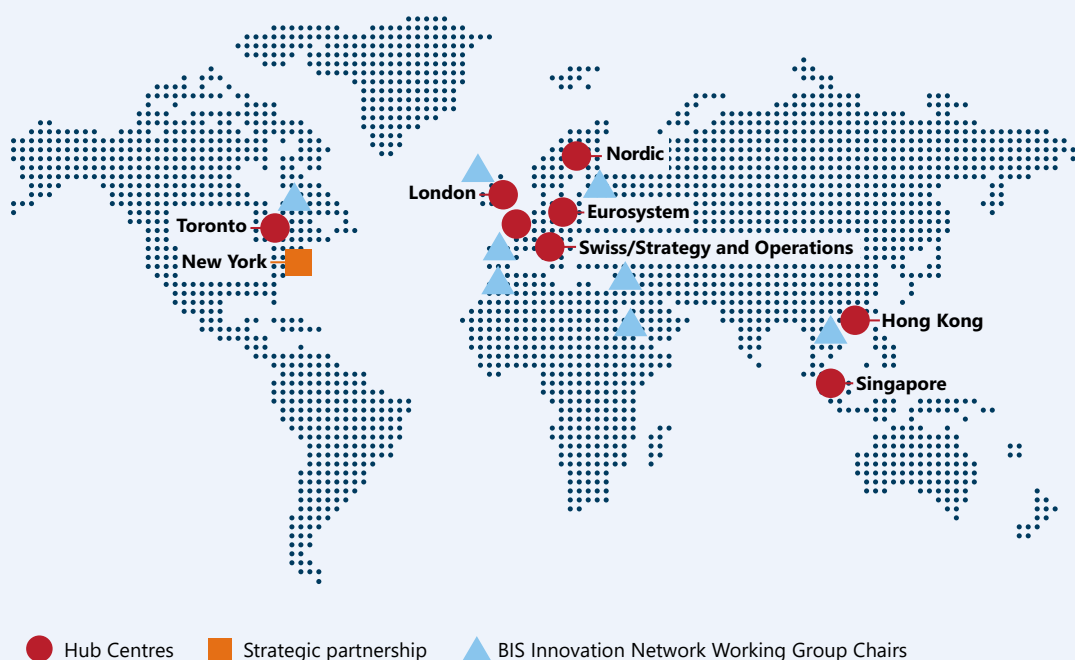 Nordic
London
Toronto
Eurosystem
New York
Swiss/Strategy and Operations
Hong Kong
Singapore
Hub Centres
Strategic partnership
BIS Innovation Network Working Group Chairs